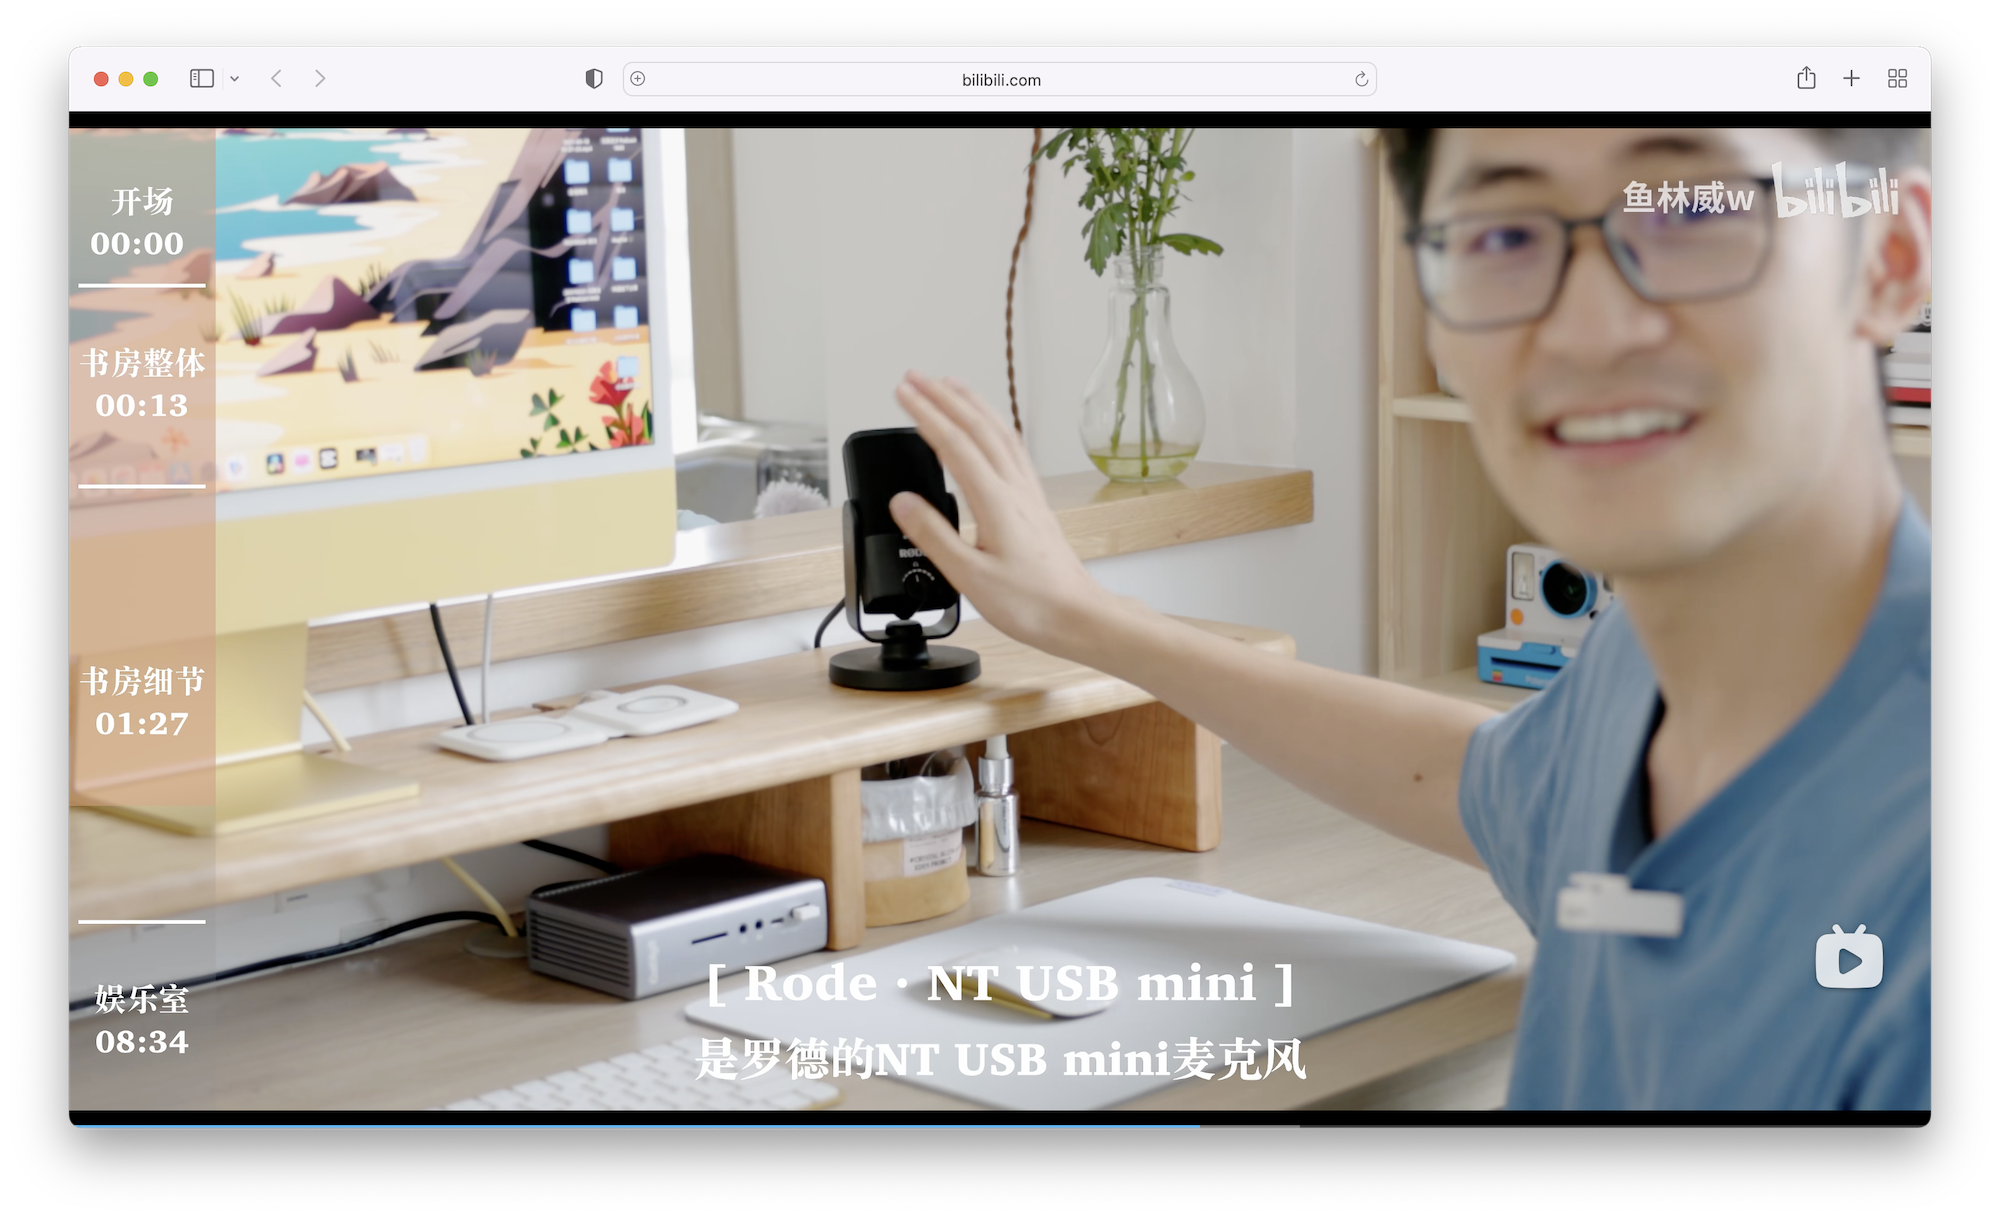 bilibili.com
开场
00:00
书房整体
00:13
书房细节
01:27
娱乐室
08:34
鱼林威w bilibili
RØDE
[ Rode · NT USB mini ]
是罗德的NT USB mini麦克风